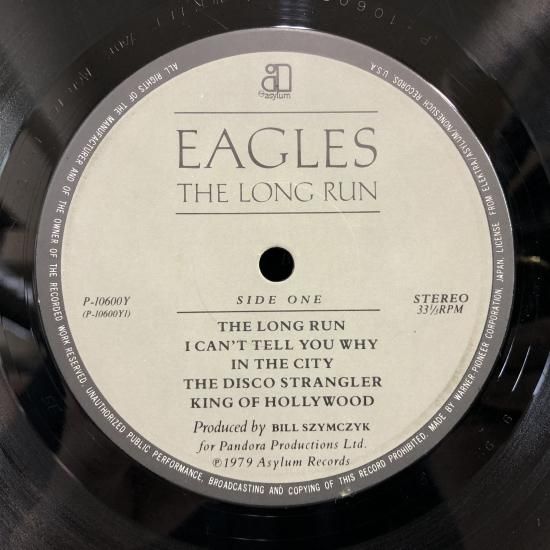 asylum
EAGLES
THE LONG RUN
P-10600Y
(P-10600Y1)
SIDE ONE
STEREO
33⅓RPM
THE LONG RUN
I CAN'T TELL YOU WHY
IN THE CITY
THE DISCO STRANGLER
KING OF HOLLYWOOD
Produced by BILL SZYMCZYK
for Pandora Productions Ltd.
℗1979 Asylum Records
ALL RIGHTS OF THE MANUFACTURER AND OF THE OWNER OF THE RECORDED WORK RESERVED. UNAUTHORIZED PUBLIC PERFORMANCE, BROADCASTING AND COPYING OF THIS RECORD PROHIBITED. MADE BY WARNER-PIONEER CORPORATION, JAPAN. LICENSE FROM ELEKTRA/ASYLUM/NONESUCH RECORDS, U.S.A.